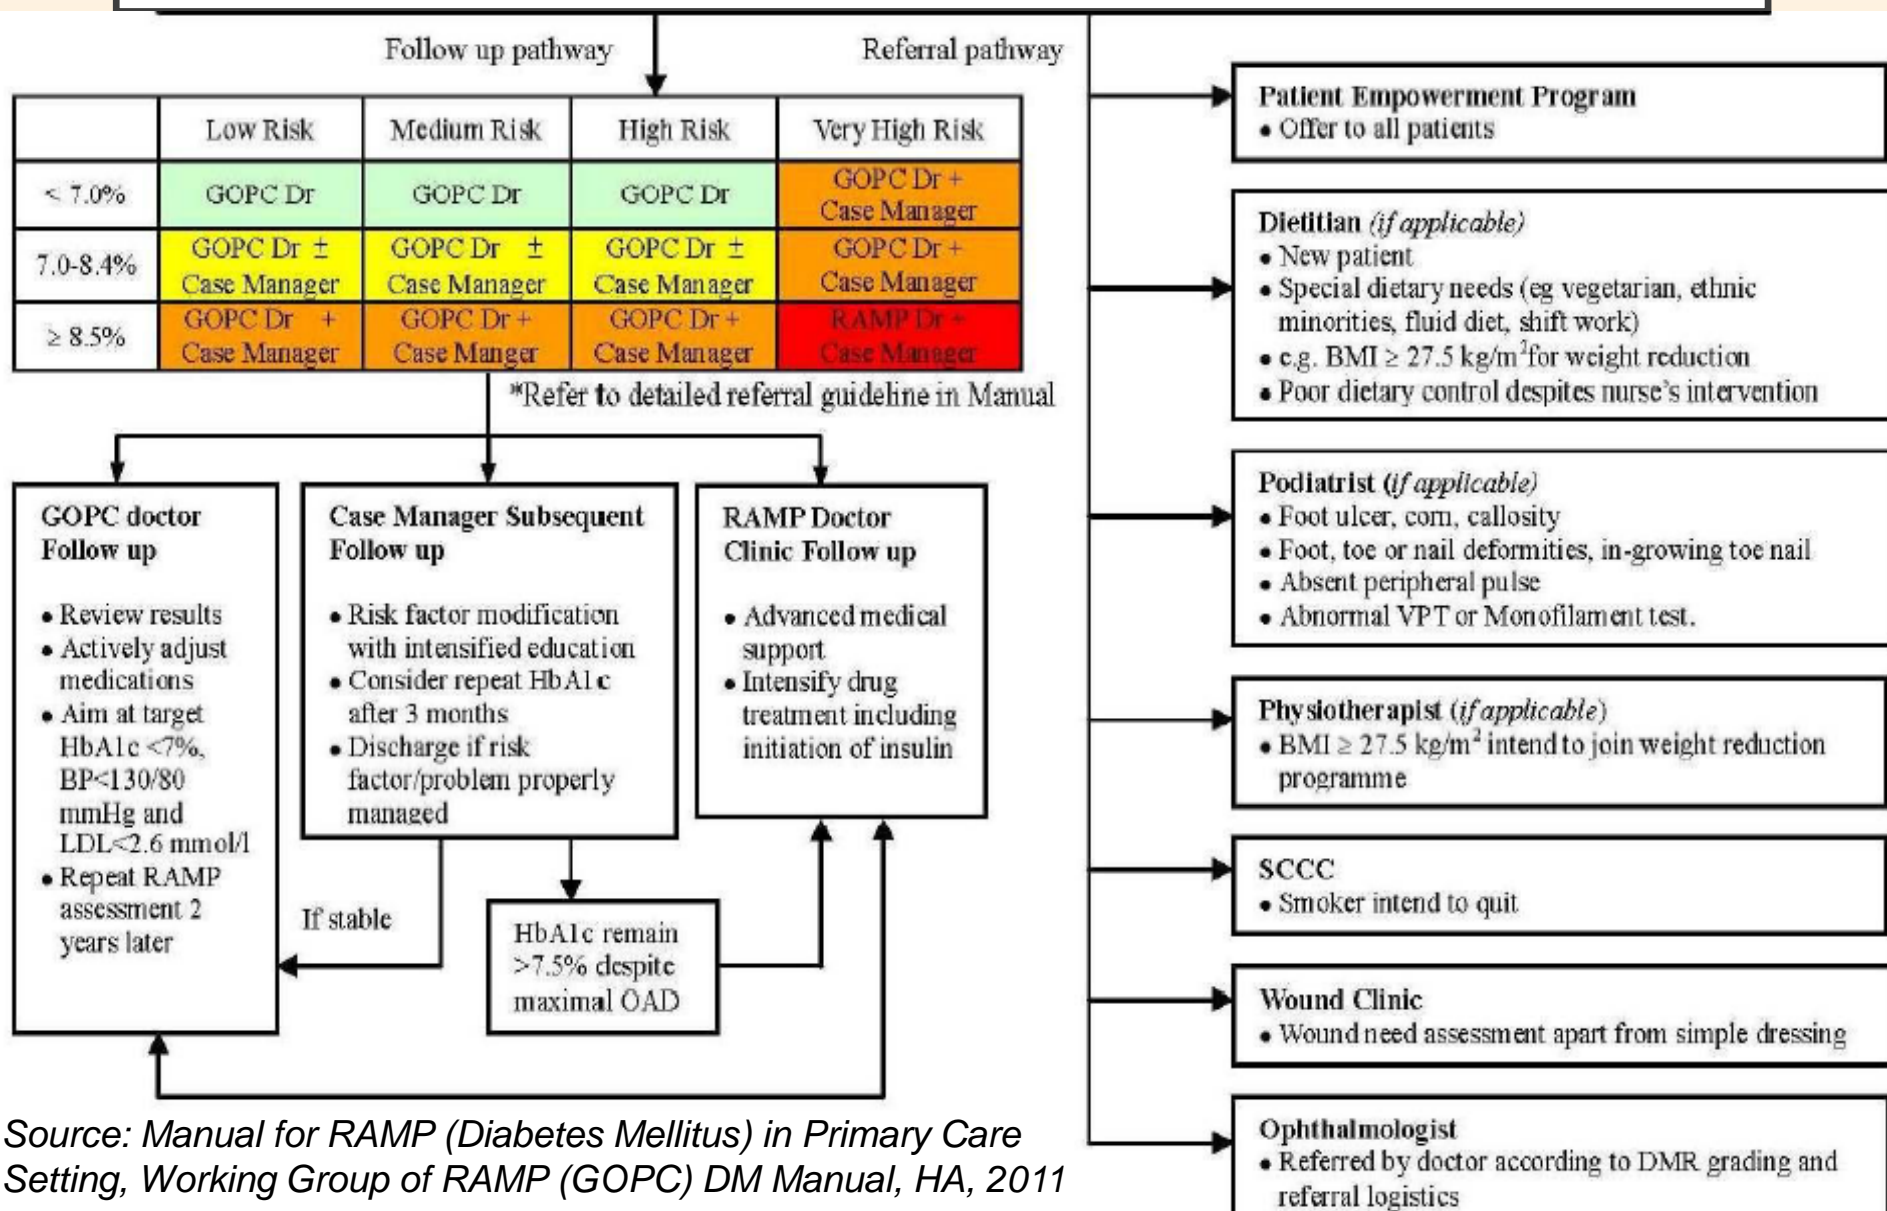 Follow up pathway
Referral pathway
Low Risk
Medium Risk
High Risk
Very High Risk
< 7.0%
GOPC Dr
GOPC Dr
GOPC Dr
GOPC Dr +
Case Manager
7.0-8.4%
GOPC Dr ±
Case Manager
GOPC Dr ±
Case Manager
GOPC Dr ±
Case Manager
GOPC Dr +
Case Manager
≥ 8.5%
GOPC Dr +
Case Manager
GOPC Dr +
Case Manger
GOPC Dr +
Case Manager
RAMP Dr +
Case Manager
*Refer to detailed referral guideline in Manual
GOPC doctor
Follow up
• Review results
• Actively adjust
medications
• Aim at target
HbA1c <7%,
BP<130/80
mmHg and
LDL<2.6 mmol/l
• Repeat RAMP
assessment 2
years later
Case Manager Subsequent
Follow up
• Risk factor modification
with intensified education
• Consider repeat HbA1c
after 3 months
• Discharge if risk
factor/problem properly
managed
RAMP Doctor
Clinic Follow up
• Advanced medical
support
• Intensify drug
treatment including
initiation of insulin
If stable
HbA1c remain
>7.5% despite
maximal OAD
Patient Empowerment Program
• Offer to all patients
Dietitian (if applicable)
• New patient
• Special dietary needs (eg vegetarian, ethnic
minorities, fluid diet, shift work)
• e.g. BMI ≥ 27.5 kg/m²for weight reduction
• Poor dietary control despites nurse's intervention
Podiatrist (if applicable)
• Foot ulcer, corn, callosity
• Foot, toe or nail deformities, in-growing toe nail
• Absent peripheral pulse
• Abnormal VPT or Monofilament test.
Physiotherapist (if applicable)
• BMI ≥ 27.5 kg/m² intend to join weight reduction
programme
SCCC
• Smoker intend to quit
Wound Clinic
• Wound need assessment apart from simple dressing
Ophthalmologist
• Referred by doctor according to DMR grading and
referral logistics
Source: Manual for RAMP (Diabetes Mellitus) in Primary Care
Setting, Working Group of RAMP (GOPC) DM Manual, HA, 2011